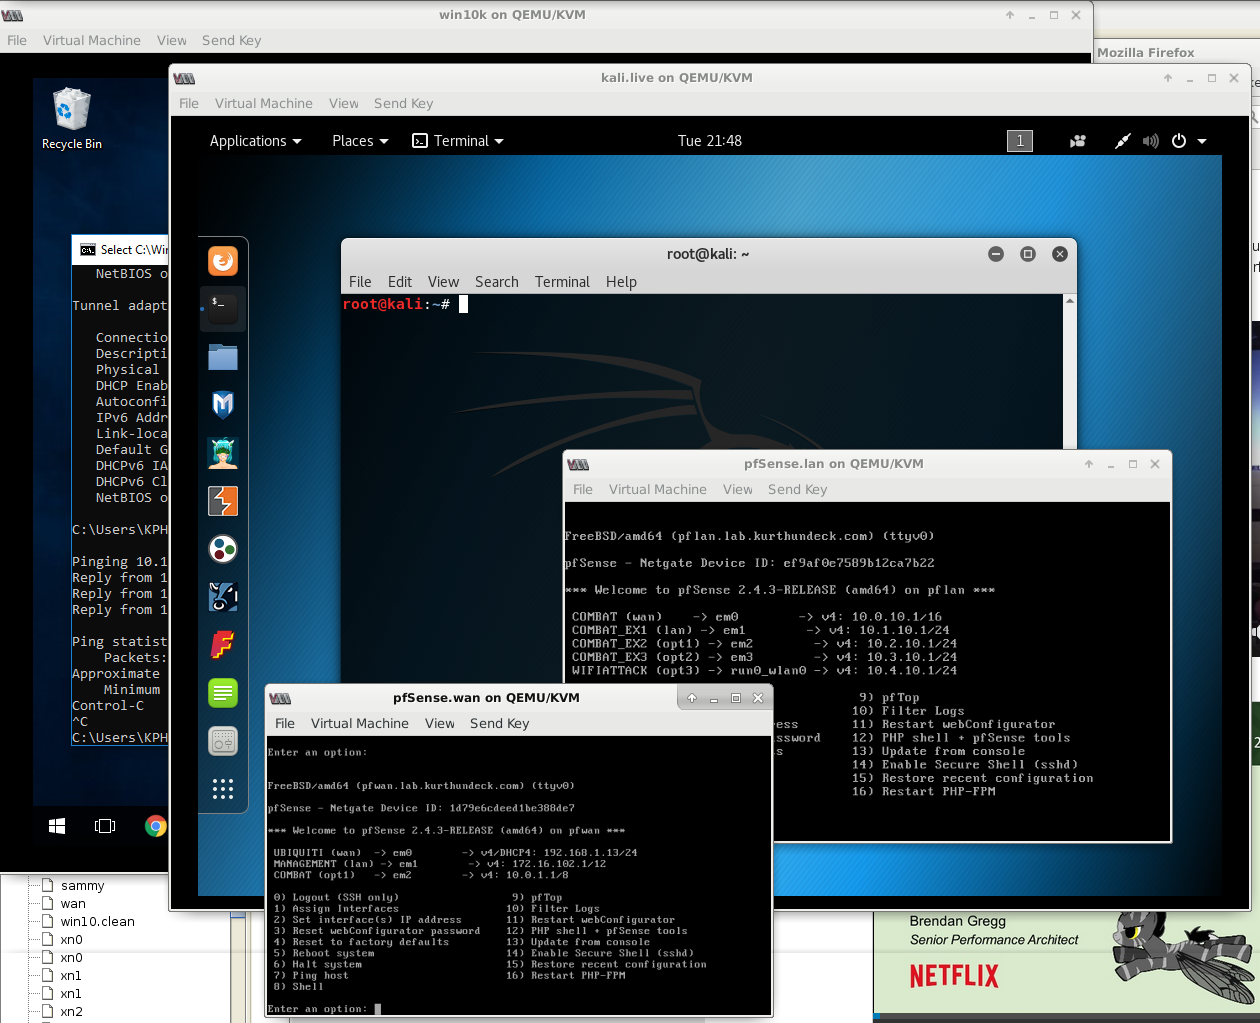 win10k on QEMU/KVM
File Virtual Machine View Send Key
Mozilla Firefox
Recycle Bin
kali.live on QEMU/KVM
File Virtual Machine View Send Key
Applications Places Terminal Tue 21:48 1
Select C:\Wi
NetBIOS o
Tunnel adapt
Connectio
Descripti
Physical
DHCP Enab
Autoconfi
IPv6 Addr
Link-loca
Default G
DHCPv6 IA
DHCPv6 Cl
NetBIOS o
C:\Users\KPH
Pinging 10.1
Reply from 1
Reply from 1
Reply from 1
Ping statist
Packets:
Approximate
Minimum
Control-C
^C
C:\Users\KPH
root@kali: ~
File Edit View Search Terminal Help
root@kali:~#
pfSense.lan on QEMU/KVM
File Virtual Machine View Send Key
FreeBSD/amd64 (pflan.lab.kurthundeck.com) (ttyv0)
pfSense - Netgate Device ID: ef9af0e7589b12ca7b22
*** Welcome to pfSense 2.4.3-RELEASE (amd64) on pflan ***
COMBAT (wan) -> em0 -> v4: 10.0.10.1/16
COMBAT_EX1 (lan) -> em1 -> v4: 10.1.10.1/24
COMBAT_EX2 (opt1) -> em2 -> v4: 10.2.10.1/24
COMBAT_EX3 (opt2) -> em3 -> v4: 10.3.10.1/24
WIFIATTACK (opt3) -> run0_wlan0 -> v4: 10.4.10.1/24
9) pfTop
10) Filter Logs
ress 11) Restart webConfigurator
ssword 12) PHP shell + pfSense tools
ts 13) Update from console
14) Enable Secure Shell (sshd)
15) Restore recent configuration
16) Restart PHP-FPM
pfSense.wan on QEMU/KVM
File Virtual Machine View Send Key
Enter an option:
FreeBSD/amd64 (pfwan.lab.kurthundeck.com) (ttyv0)
pfSense - Netgate Device ID: 1d79e6cdeed1be388de7
*** Welcome to pfSense 2.4.3-RELEASE (amd64) on pfwan ***
UBIQUITI (wan) -> em0 -> v4/DHCP4: 192.168.1.13/24
MANAGEMENT (lan) -> em1 -> v4: 172.16.102.1/12
COMBAT (opt1) -> em2 -> v4: 10.0.1.1/8
0) Logout (SSH only) 9) pfTop
1) Assign Interfaces 10) Filter Logs
2) Set interface(s) IP address 11) Restart webConfigurator
3) Reset webConfigurator password 12) PHP shell + pfSense tools
4) Reset to factory defaults 13) Update from console
5) Reboot system 14) Enable Secure Shell (sshd)
6) Halt system 15) Restore recent configuration
7) Ping host 16) Restart PHP-FPM
8) Shell
Enter an option:
sammy
wan
win10.clean
xn0
xn0
xn1
xn1
xn2
Brendan Gregg
Senior Performance Architect
NETFLIX